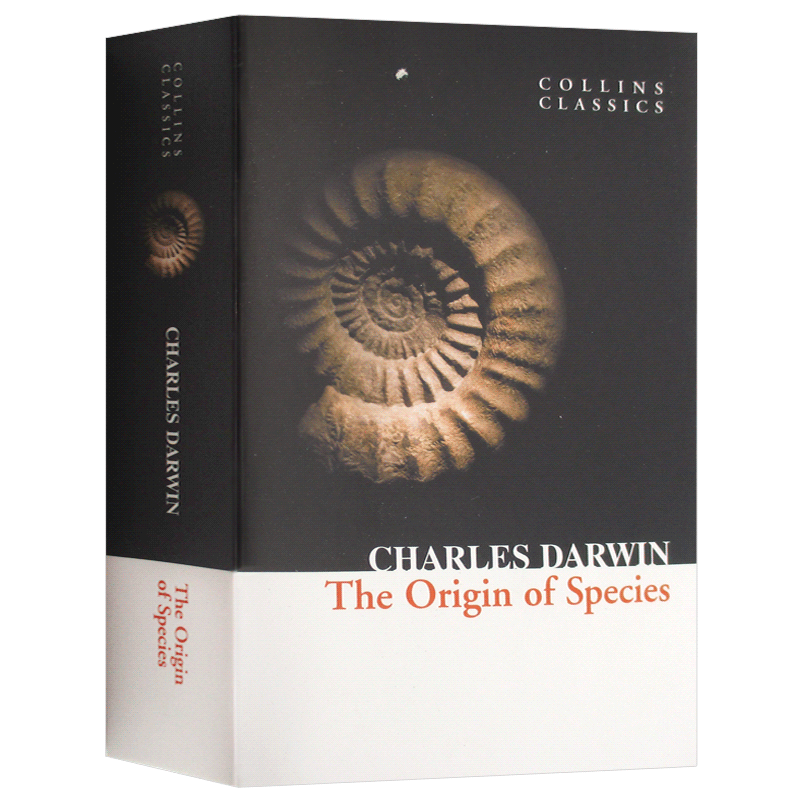 COLLINS
CLASSICS
CHARLES DARWIN
The Origin
of Species
COLLINS
CLASSICS
CHARLES DARWIN
The Origin of Species